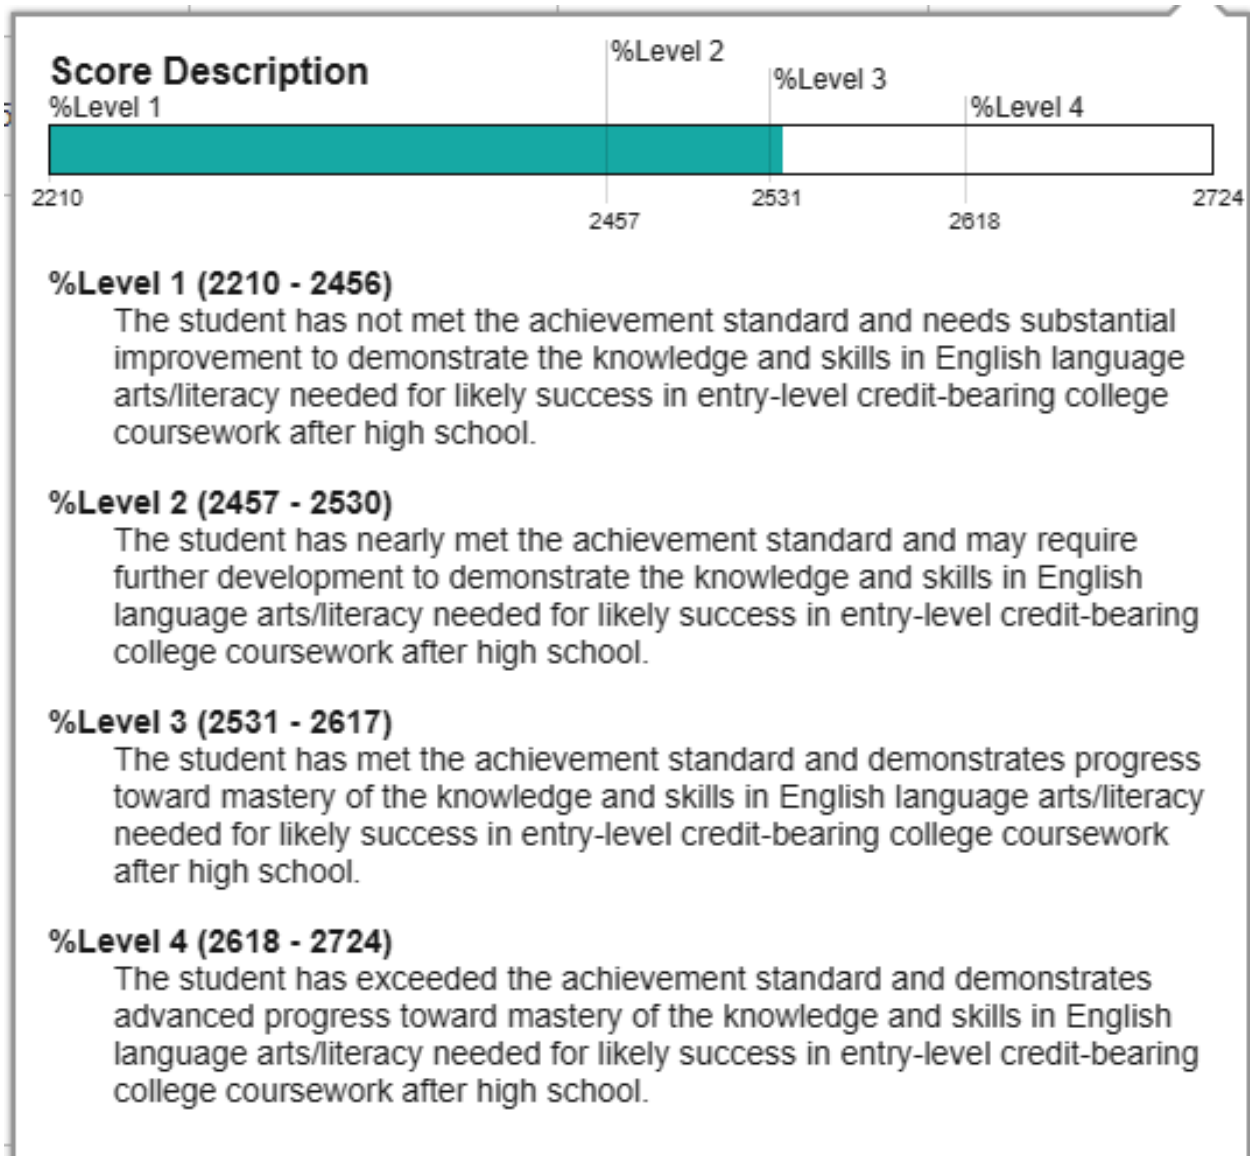 %Level 2
Score Description
%Level 3
%Level 1
%Level 4
2210
2531
2724
2457
2618
%Level 1 (2210 - 2456)
The student has not met the achievement standard and needs substantial
improvement to demonstrate the knowledge and skills in English language
arts/literacy needed for likely success in entry-level credit-bearing college
coursework after high school.
%Level 2 (2457 - 2530)
The student has nearly met the achievement standard and may require
further development to demonstrate the knowledge and skills in English
language arts/literacy needed for likely success in entry-level credit-bearing
college coursework after high school.
%Level 3 (2531 - 2617)
The student has met the achievement standard and demonstrates progress
toward mastery of the knowledge and skills in English language arts/literacy
needed for likely success in entry-level credit-bearing college coursework
after high school.
%Level 4 (2618 - 2724)
The student has exceeded the achievement standard and demonstrates
advanced progress toward mastery of the knowledge and skills in English
language arts/literacy needed for likely success in entry-level credit-bearing
college coursework after high school.